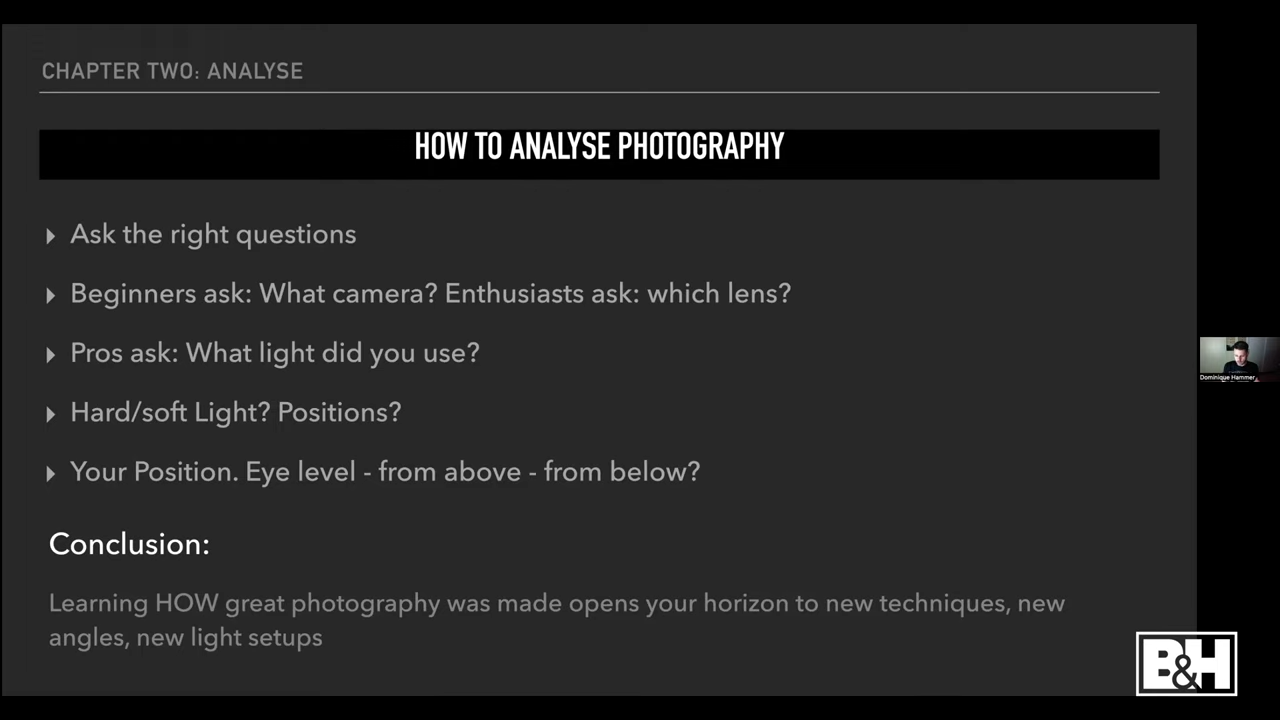 CHAPTER TWO: ANALYSE
HOW TO ANALYSE PHOTOGRAPHY
Ask the right questions
Beginners ask: What camera? Enthusiasts ask: which lens?
Pros ask: What light did you use?
Hard/soft Light? Positions?
Your Position. Eye level - from above - from below?
Conclusion:
Learning HOW great photography was made opens your horizon to new techniques, new
angles, new light setups
Dominique Hammer
B&H